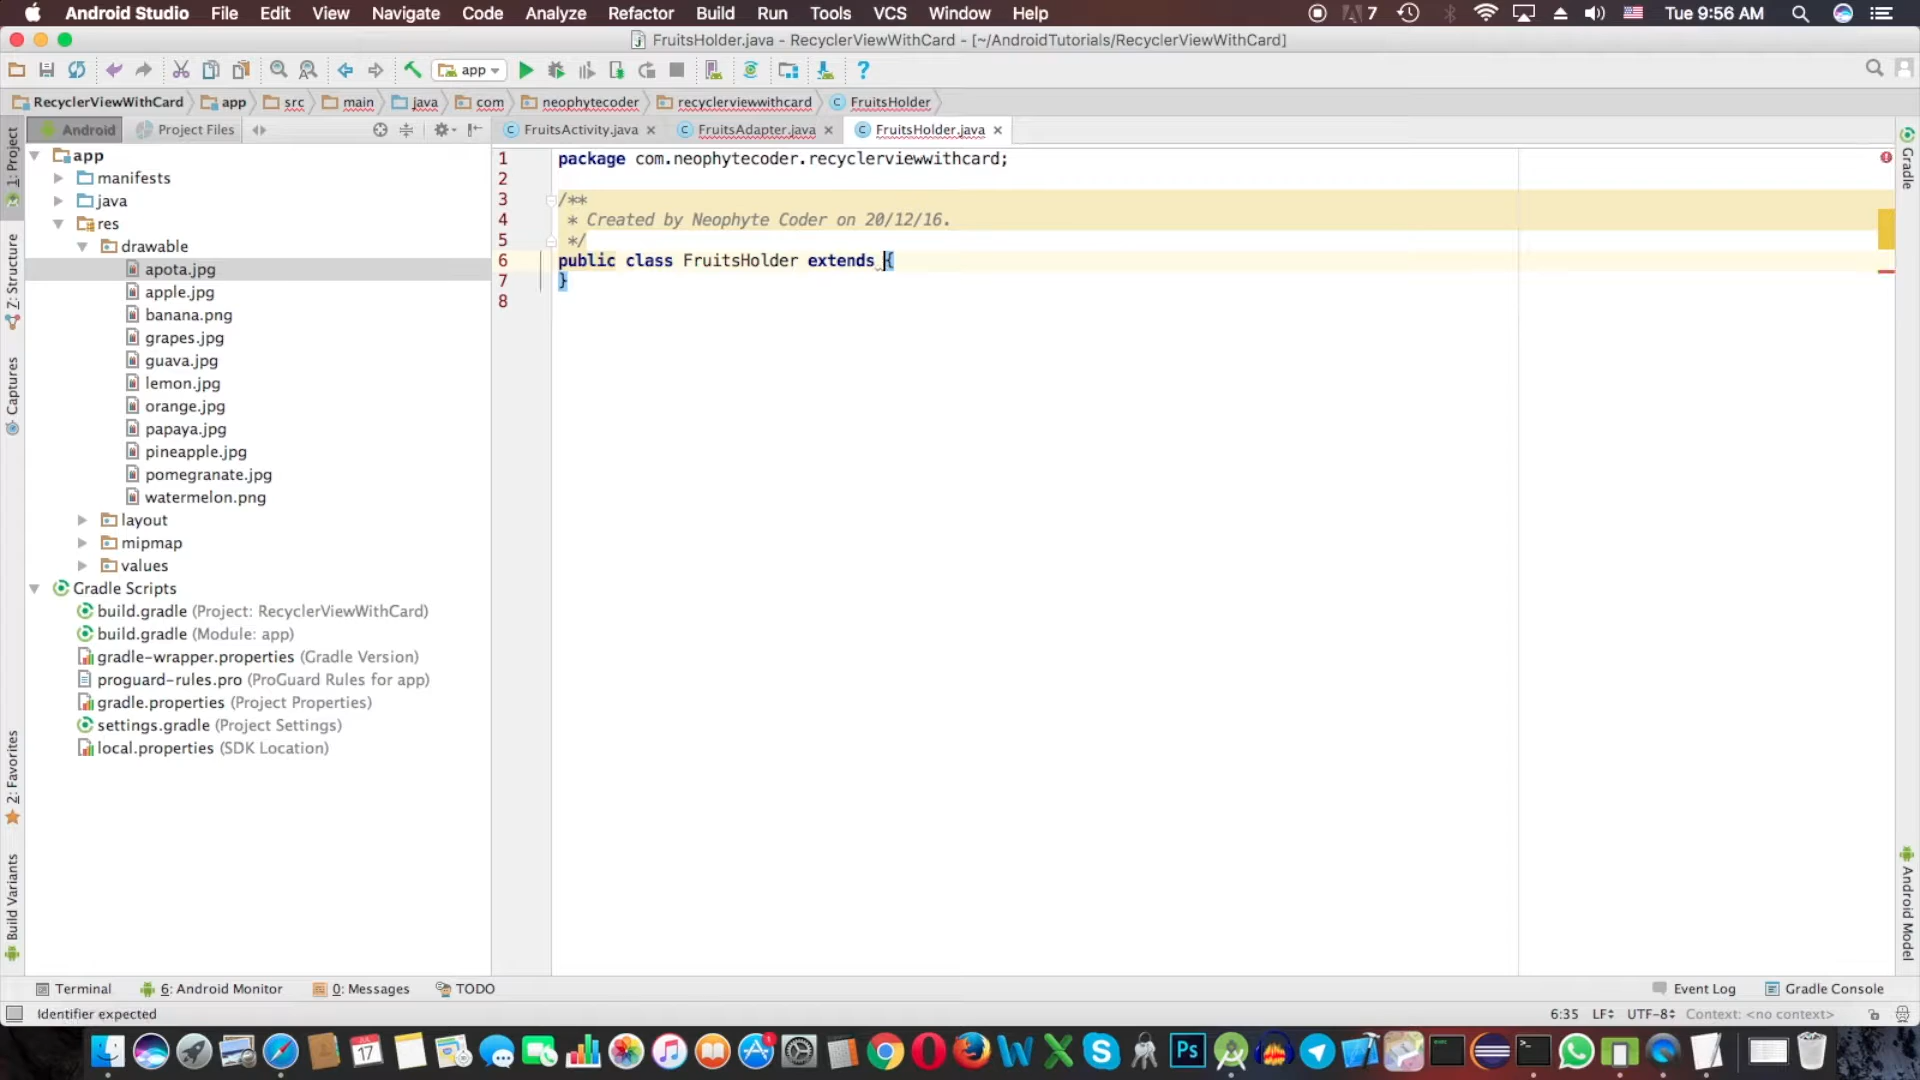 Android Studio File Edit View Navigate Code Analyze Refactor Build Run Tools VCS Window Help 7 Tue 9:56 AM
FruitsHolder.java - RecyclerViewWithCard - [~/AndroidTutorials/RecyclerViewWithCard]
app
RecyclerViewWithCard app src main java com neophytecoder recyclerviewwithcard FruitsHolder
Android Project Files FruitsActivity.java FruitsAdapter.java FruitsHolder.java
1: Project
Z: Structure
Captures
2: Favorites
Build Variants
app
manifests
java
res
drawable
apota.jpg
apple.jpg
banana.png
grapes.jpg
guava.jpg
lemon.jpg
orange.jpg
papaya.jpg
pineapple.jpg
pomegranate.jpg
watermelon.png
layout
mipmap
values
Gradle Scripts
build.gradle (Project: RecyclerViewWithCard)
build.gradle (Module: app)
gradle-wrapper.properties (Gradle Version)
proguard-rules.pro (ProGuard Rules for app)
gradle.properties (Project Properties)
settings.gradle (Project Settings)
local.properties (SDK Location)
1 package com.neophytecoder.recyclerviewwithcard;
2
3 /**
4 * Created by Neophyte Coder on 20/12/16.
5 */
6 public class FruitsHolder extends {
7 }
8
Gradle
Android Model
Terminal 6: Android Monitor 0: Messages TODO Event Log Gradle Console
Identifier expected 6:35 LF UTF-8 Context: <no context>
17 W X S Ps